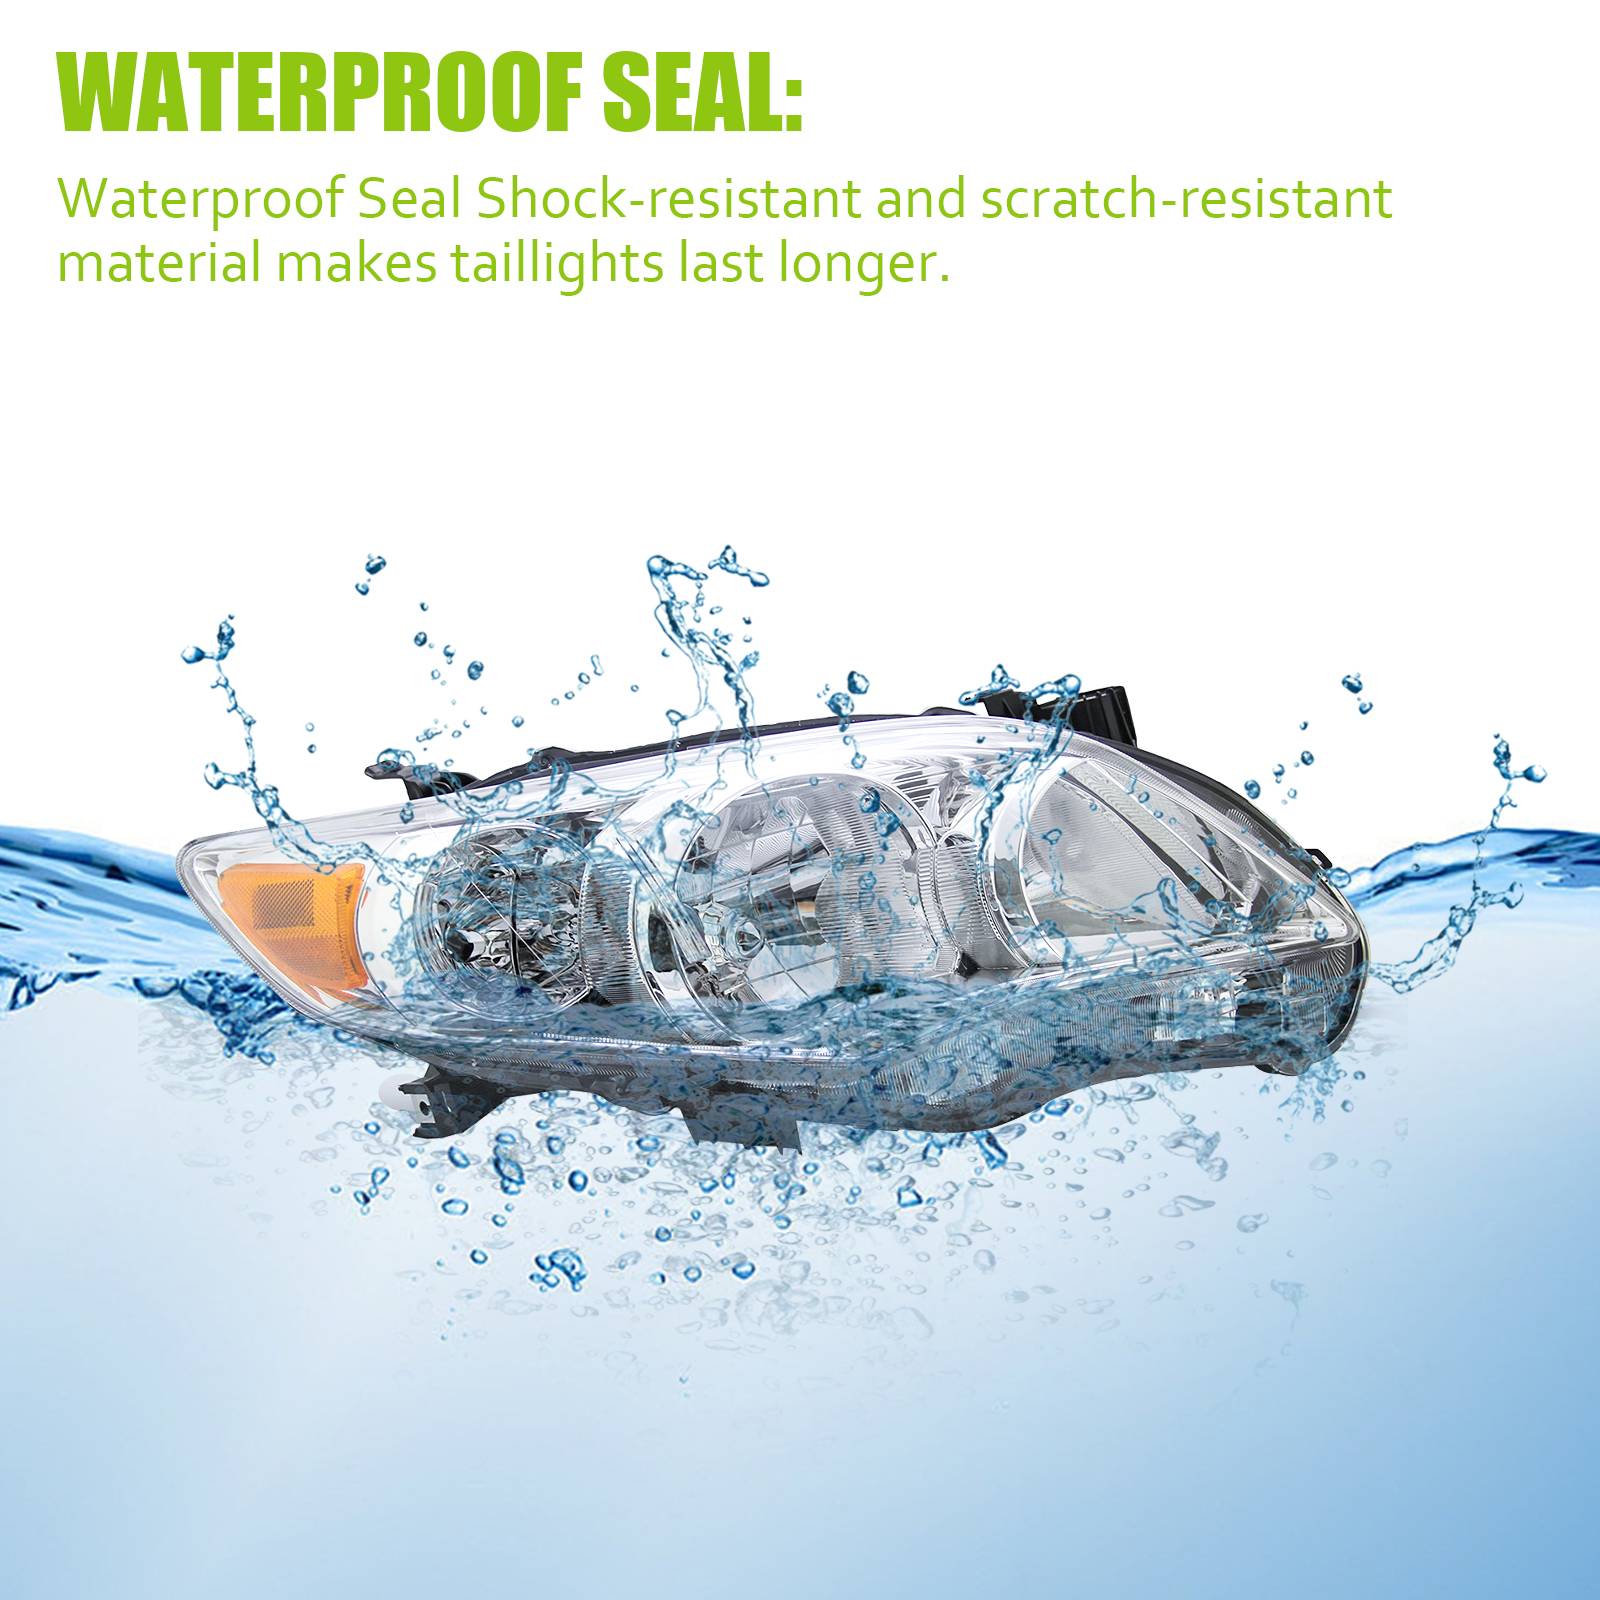 WATERPROOF SEAL:
Waterproof Seal Shock-resistant and scratch-resistant
material makes taillights last longer.